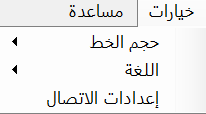 خيارات مساعدة
حجم الخط
اللغة
إعدادات الاتصال